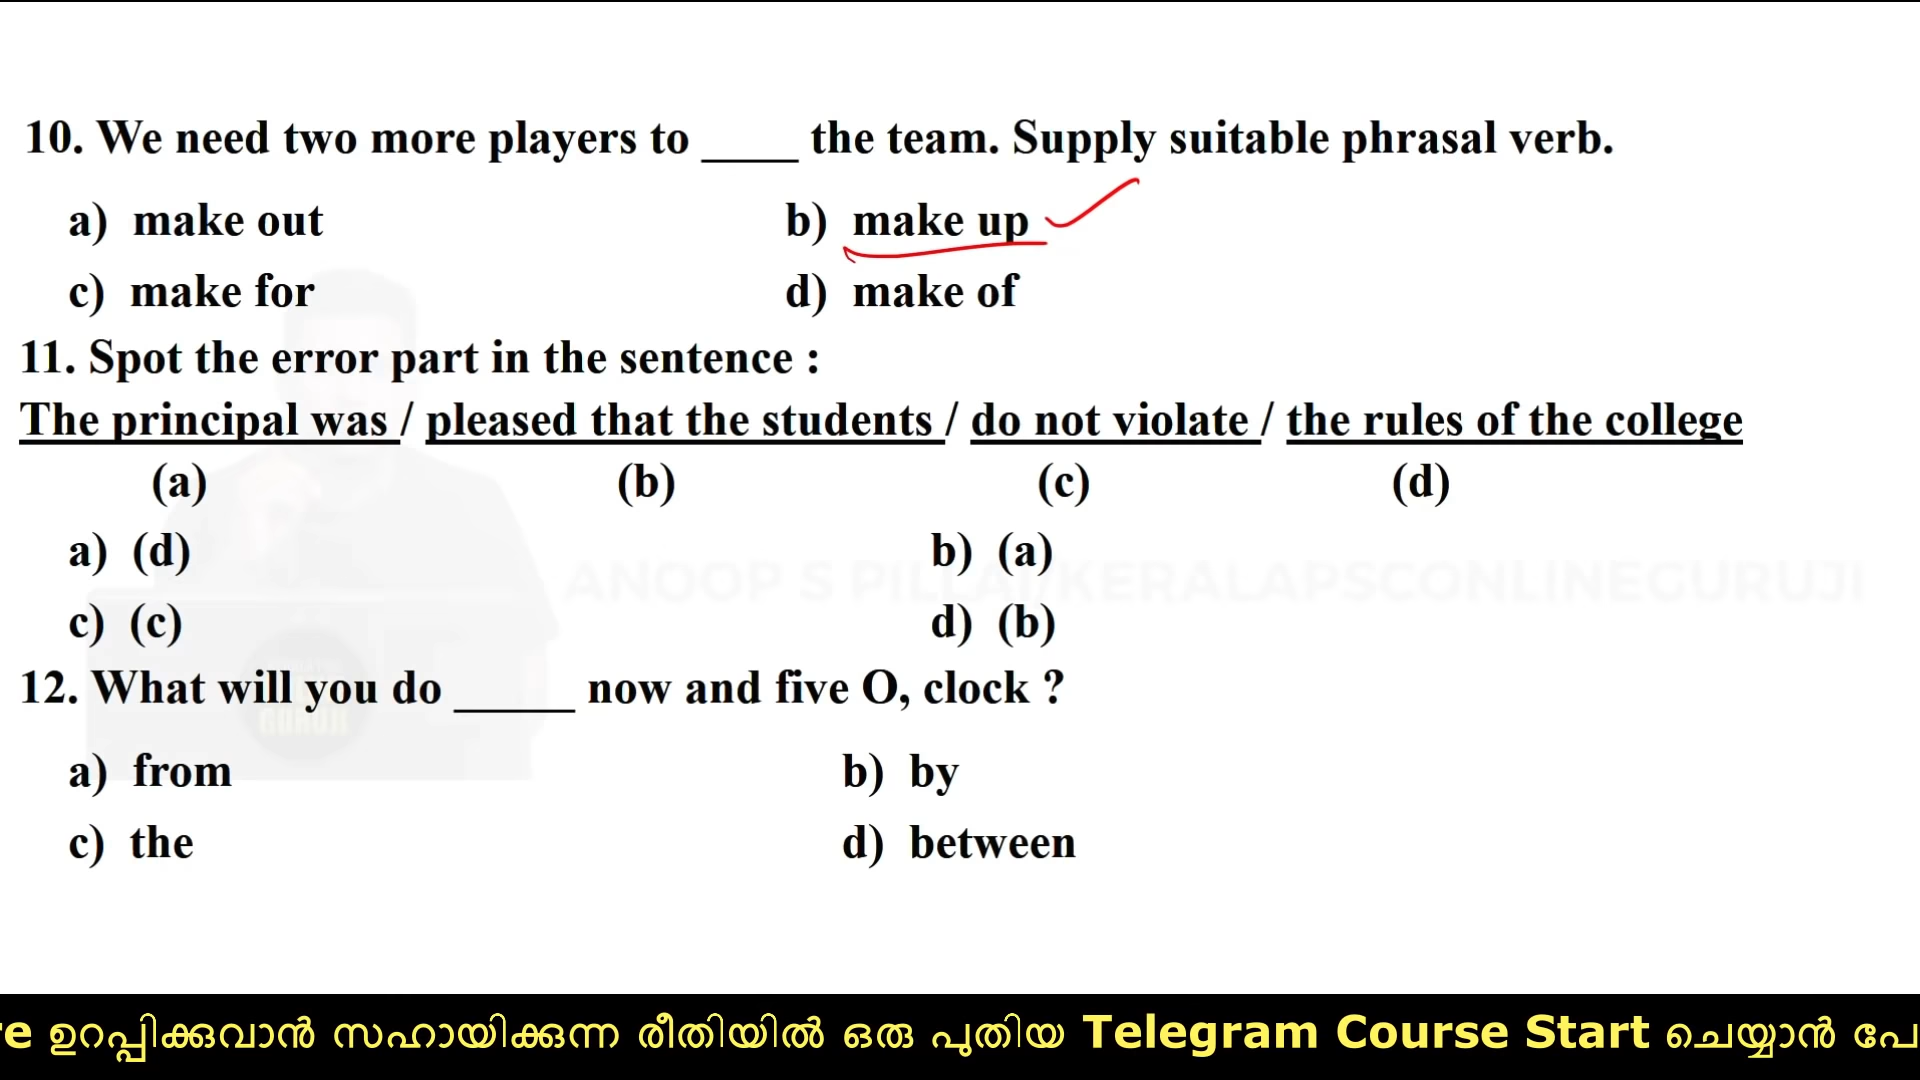 10. We need two more players to ____ the team. Supply suitable phrasal verb.
a) make out b) make up
c) make for d) make of
11. Spot the error part in the sentence :
The principal was / pleased that the students / do not violate / the rules of the college
(a) (b) (c) (d)
a) (d) b) (a)
ANOOP S PILLAI/KERALAPSCONLINEGURUJI
c) (c) d) (b)
12. What will you do _____ now and five O, clock ?
GURUJI
a) from b) by
c) the d) between
re ഉറപ്പിക്കുവാൻ സഹായിക്കുന്ന രീതിയിൽ ഒരു പുതിയ Telegram Course Start ചെയ്യാൻ പേ